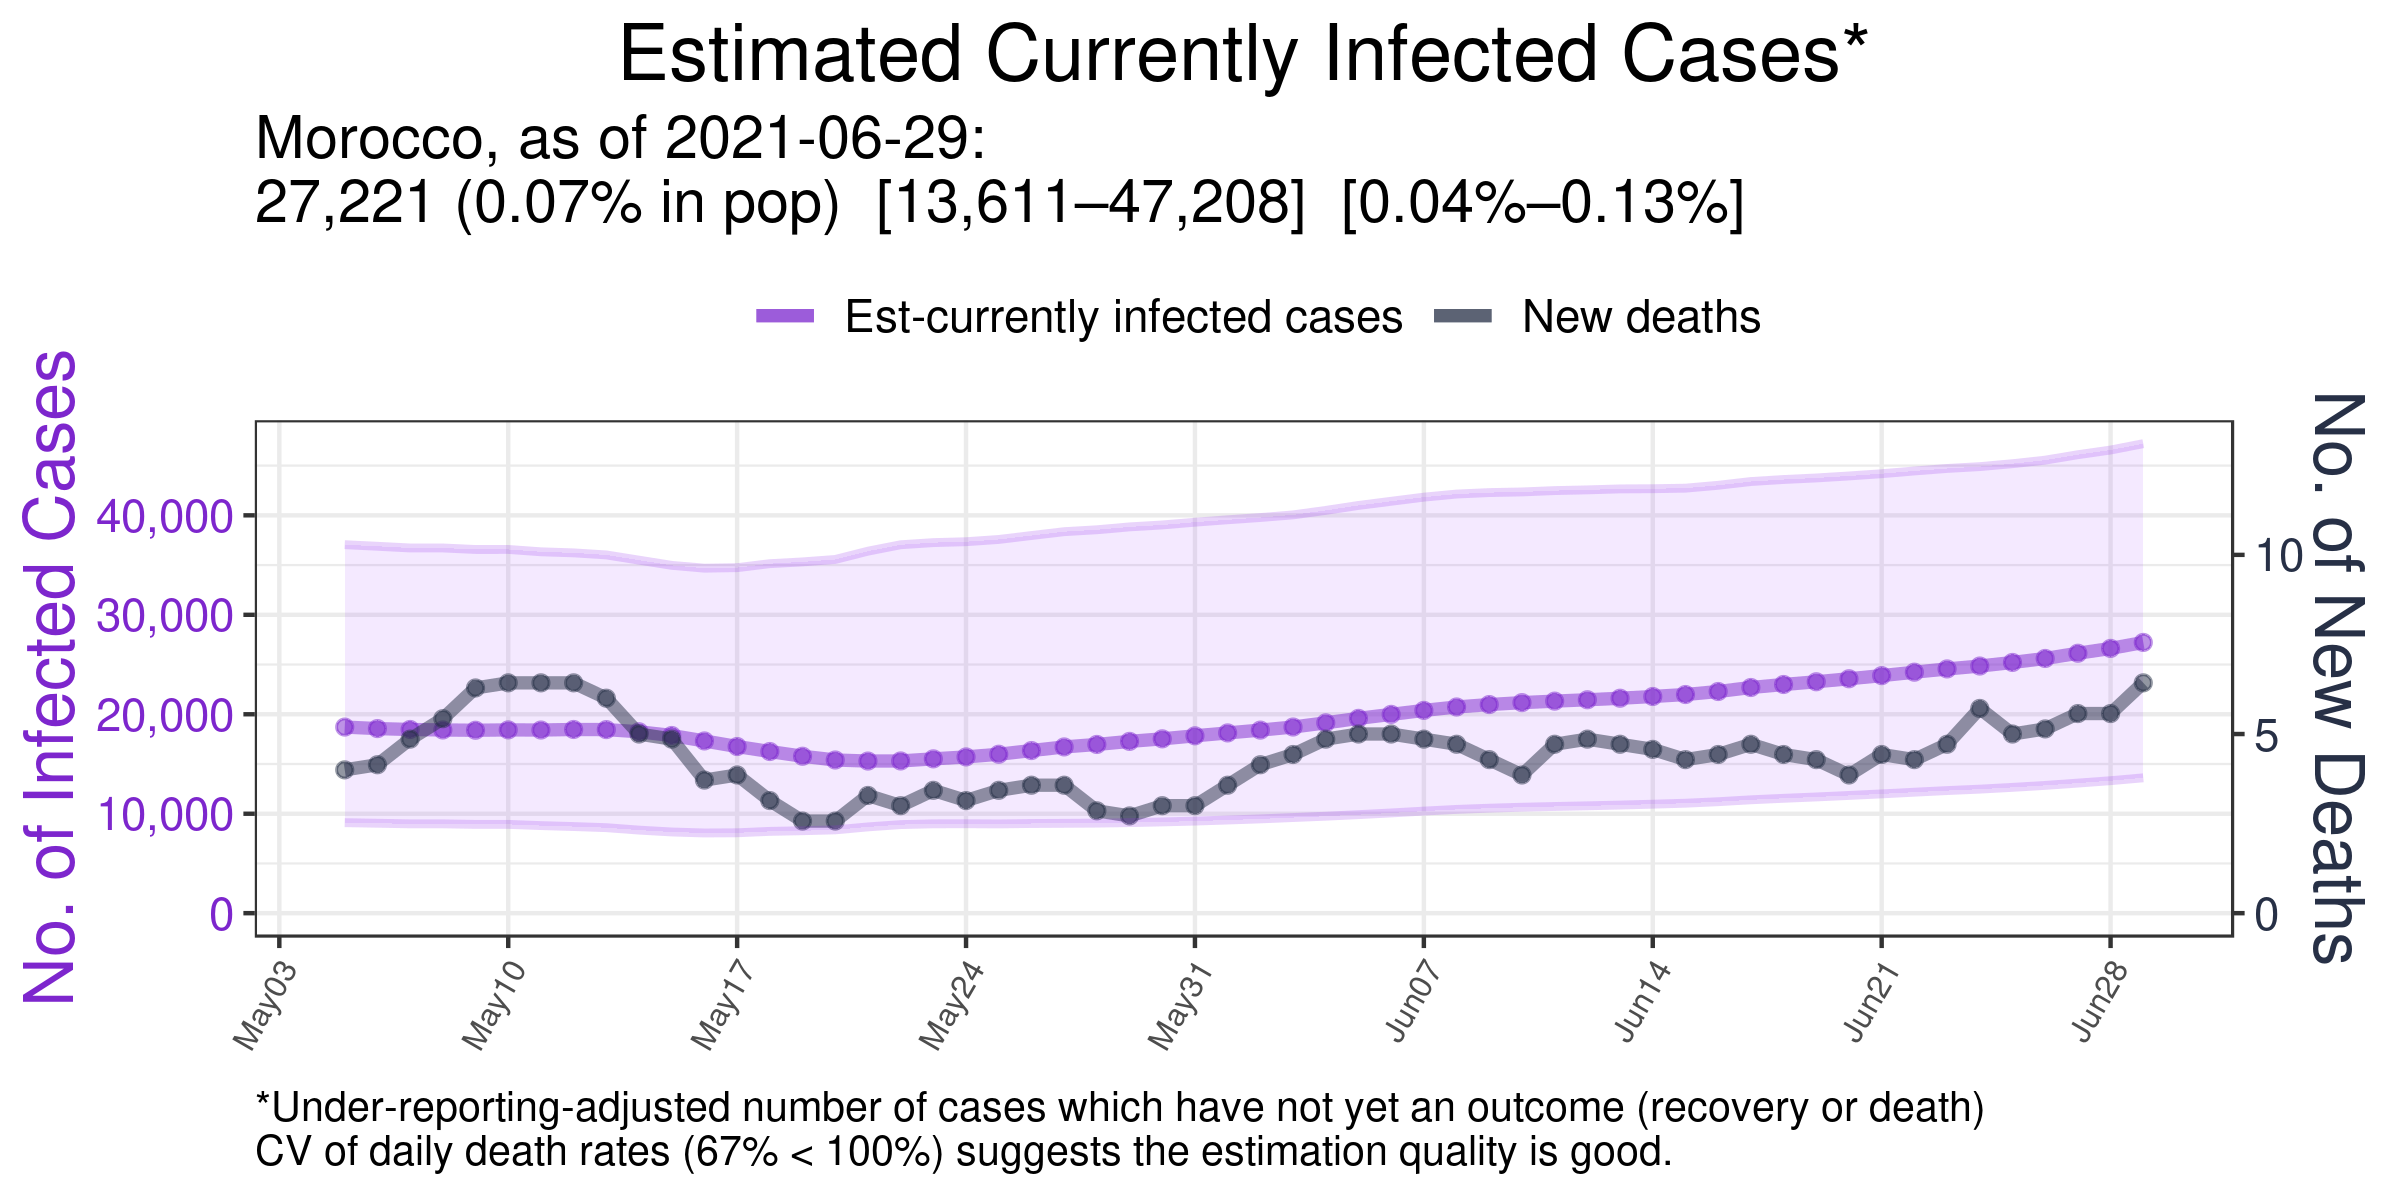 Estimated Currently Infected Cases*
Morocco, as of 2021-06-29:
27,221 (0.07% in pop)  [13,611–47,208]  [0.04%–0.13%]
Est-currently infected cases
New deaths
No. of Infected Cases
40,000
30,000
20,000
10,000
0
10
5
0
No. of New Deaths
May03
May10
May17
May24
May31
Jun07
Jun14
Jun21
Jun28
*Under-reporting-adjusted number of cases which have not yet an outcome (recovery or death)
CV of daily death rates (67% < 100%) suggests the estimation quality is good.